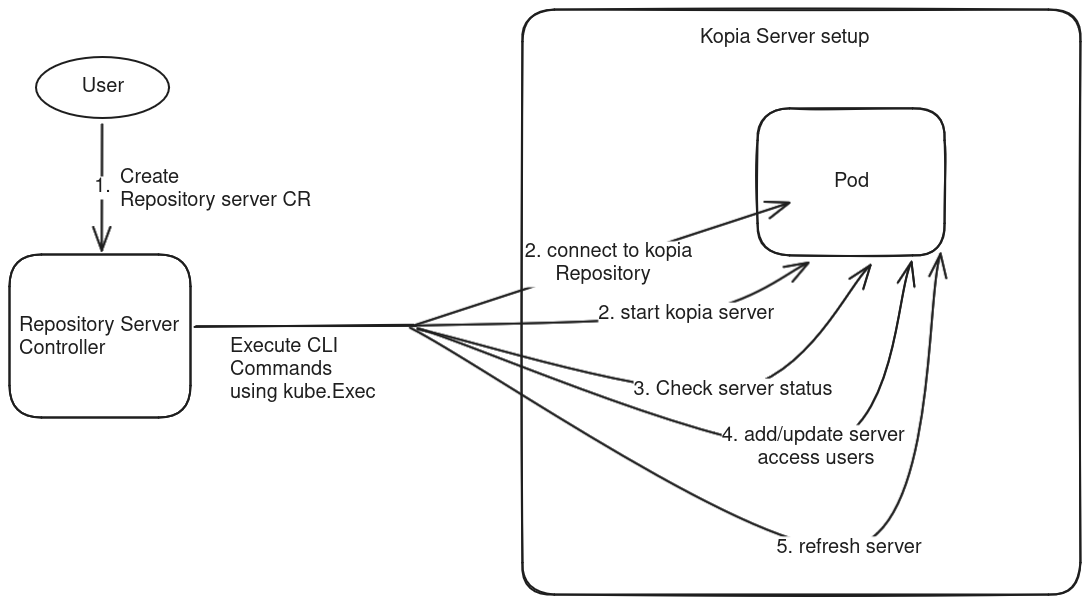 Kopia Server setup
User
1. Create
Repository server CR
Pod
2. connect to kopia
Repository
2. start kopia server
Repository Server
Controller
Execute CLI
Commands
using kube.Exec
3. Check server status
4. add/update server
access users
5. refresh server